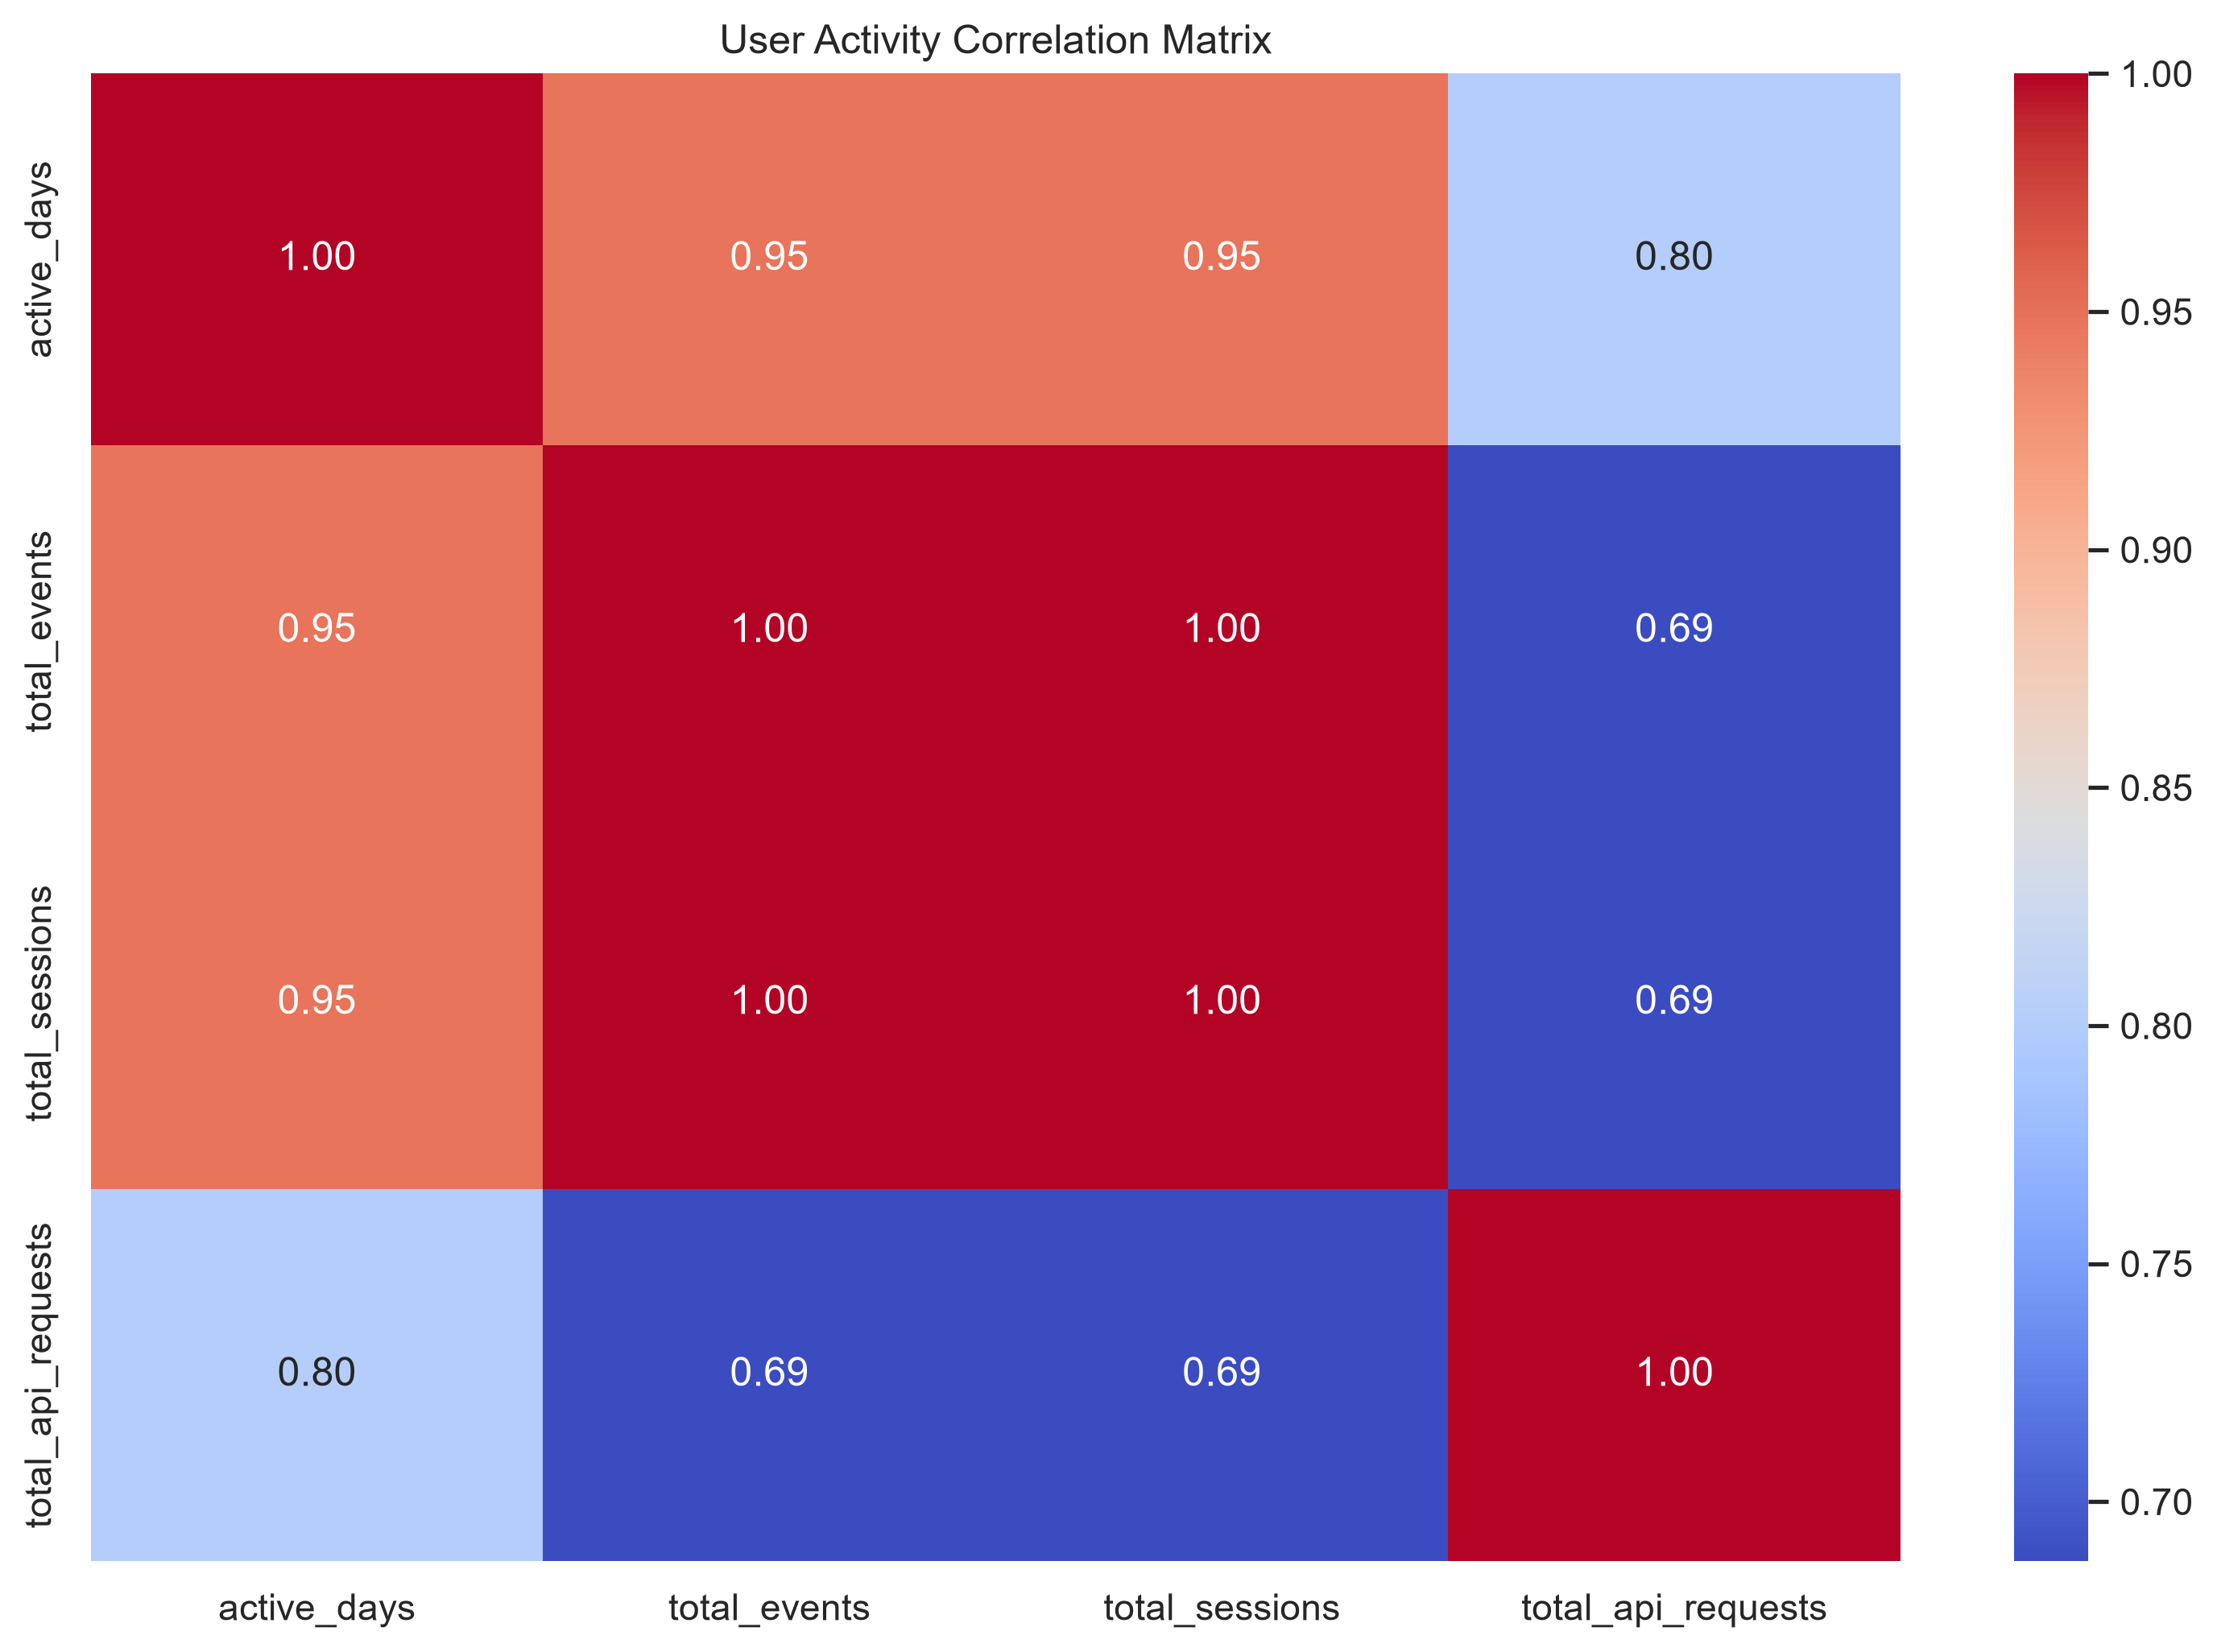 User Activity Correlation Matrix
active_days
1.00 0.95 0.95 0.80
total_events
0.95 1.00 1.00 0.69
total_sessions
0.95 1.00 1.00 0.69
total_api_requests
0.80 0.69 0.69 1.00
active_days total_events total_sessions total_api_requests
1.00
0.95
0.90
0.85
0.80
0.75
0.70